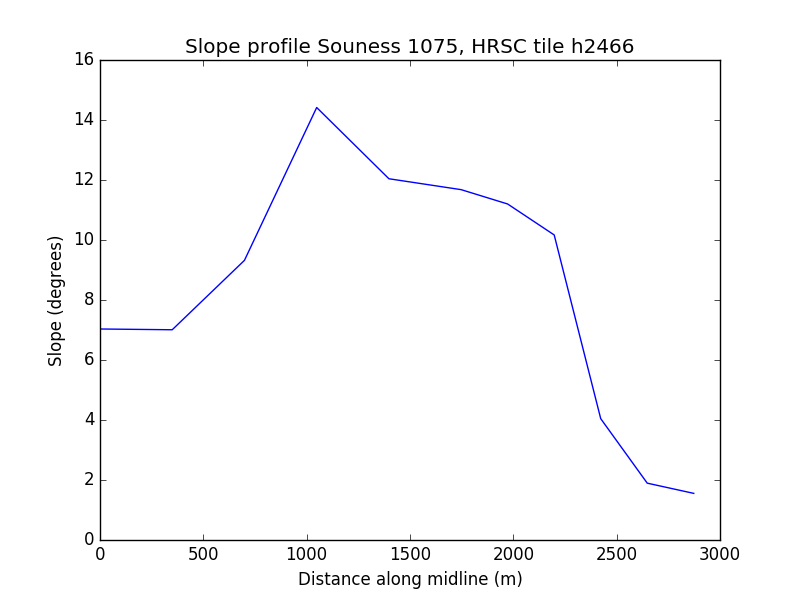 Slope profile Souness 1075, HRSC tile h2466
16
14
12
10
8
6
4
2
0
Slope (degrees)
0 500 1000 1500 2000 2500 3000
Distance along midline (m)